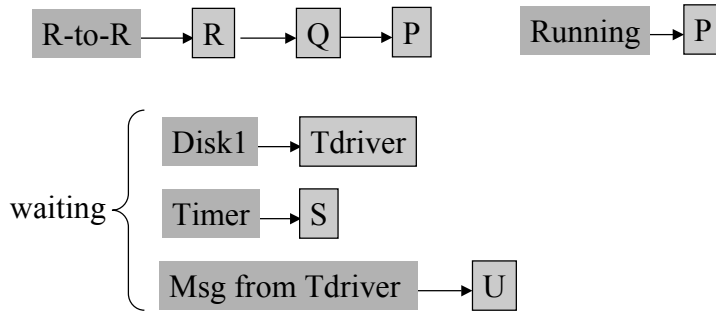 R-to-R R Q P Running P
Disk1 Tdriver
waiting
Timer S
Msg from Tdriver U